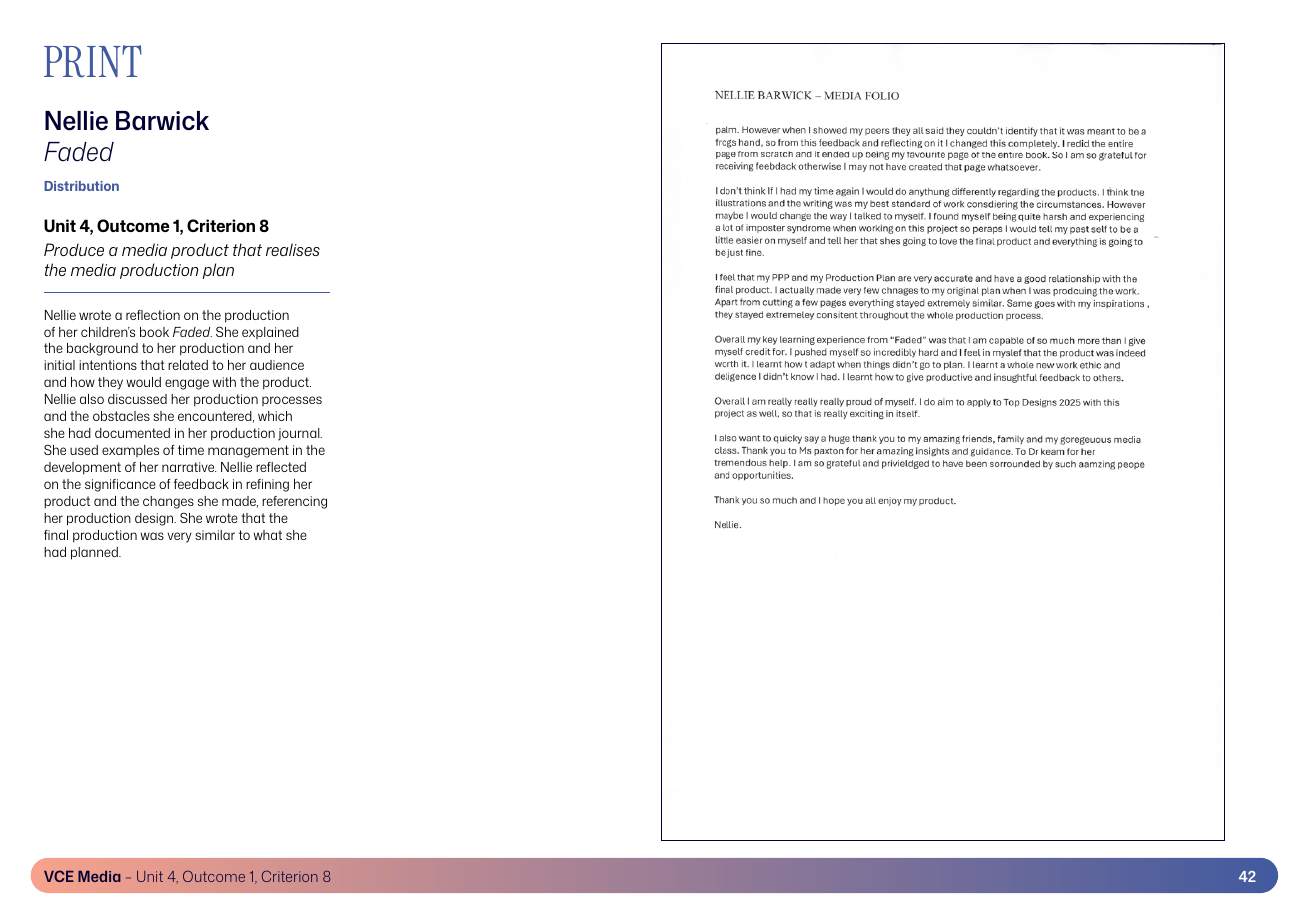 PRINT
Nellie Barwick
Faded
Distribution
Unit 4, Outcome 1, Criterion 8
Produce a media product that realises
the media production plan
Nellie wrote a reflection on the production
of her children's book Faded. She explained
the background to her production and her
initial intentions that related to her audience
and how they would engage with the product.
Nellie also discussed her production processes
and the obstacles she encountered, which
she had documented in her production journal.
She used examples of time management in the
development of her narrative. Nellie reflected
on the significance of feedback in refining her
product and the changes she made, referencing
her production design. She wrote that the
final production was very similar to what she
had planned.
NELLIE BARWICK – MEDIA FOLIO
palm. However when I showed my peers they all said they couldn't identify that it was meant to be a
frogs hand, so from this feedback and reflecting on it I changed this completely. I redid the entire
page from scratch and it ended up being my favourite page of the entire book. So I am so grateful for
receiving feebdack otherwise I may not have created that page whatsoever.
I don't think If I had my time again I would do anythung differently regarding the products. I think tne
illustrations and the writing was my best standard of work consdiering the circumstances. However
maybe I would change the way I talked to myself. I found myself being quite harsh and experiencing
a lot of imposter syndrome when working on this project so peraps I would tell my past self to be a
little easier on myself and tell her that shes going to love the final product and everything is going to
be just fine.
I feel that my PPP and my Production Plan are very accurate and have a good relationship with the
final product. I actually made very few chnages to my original plan when I was prodcuing the work.
Apart from cutting a few pages everything stayed extremely similar. Same goes with my inspirations ,
they stayed extremeley consitent throughout the whole production process.
Overall my key learning experience from "Faded" was that I am capable of so much more than I give
myself credit for. I pushed myself so incredibly hard and I feel in myslef that the product was indeed
worth it. I learnt how t adapt when things didn't go to plan. I learnt a whole new work ethic and
deligence I didn't know I had. I learnt how to give productive and insughtful feedback to others.
Overall I am really really really proud of myself. I do aim to apply to Top Designs 2025 with this
project as well, so that is really exciting in itself.
I also want to quicky say a huge thank you to my amazing friends, family and my goregeuous media
class. Thank you to Ms paxton for her amazing insights and guidance. To Dr keam for her
tremendous help. I am so grateful and privieldged to have been sorrounded by such aamzing peope
and opportunities.
Thank you so much and I hope you all enjoy my product.
Nellie.
VCE Media – Unit 4, Outcome 1, Criterion 8
42